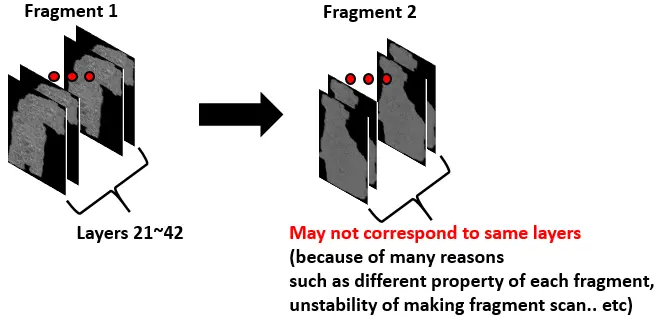 Fragment 1
Fragment 2
Layers 21~42
May not correspond to same layers
(because of many reasons
such as different property of each fragment,
unstability of making fragment scan.. etc)